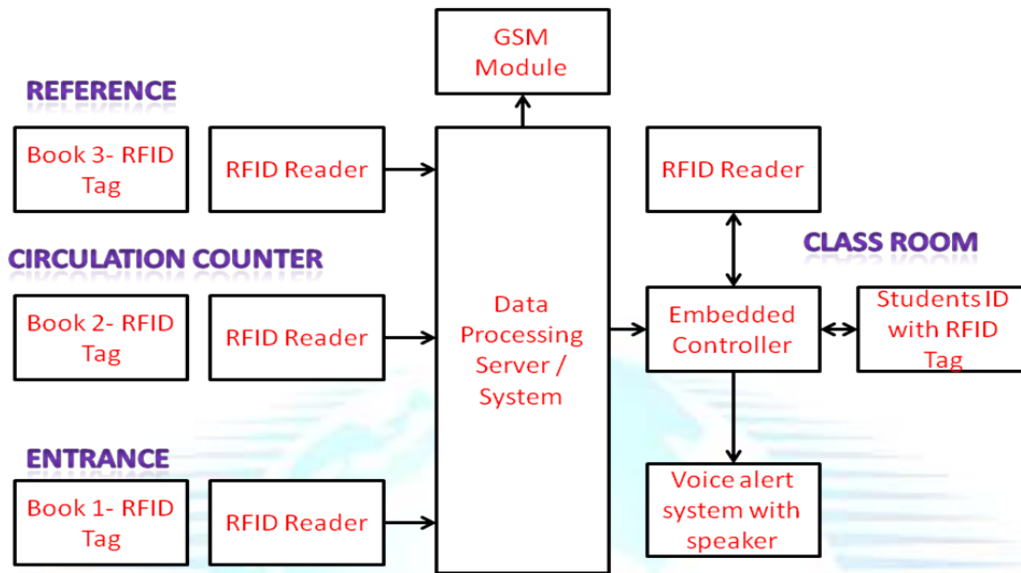 GSM
Module
REFERENCE
Book 3- RFID
Tag
RFID Reader
RFID Reader
CIRCULATION COUNTER
CLASS ROOM
Book 2- RFID
Tag
RFID Reader
Data
Processing
Server /
System
Embedded
Controller
Students ID
with RFID
Tag
ENTRANCE
Book 1- RFID
Tag
RFID Reader
Voice alert
system with
speaker